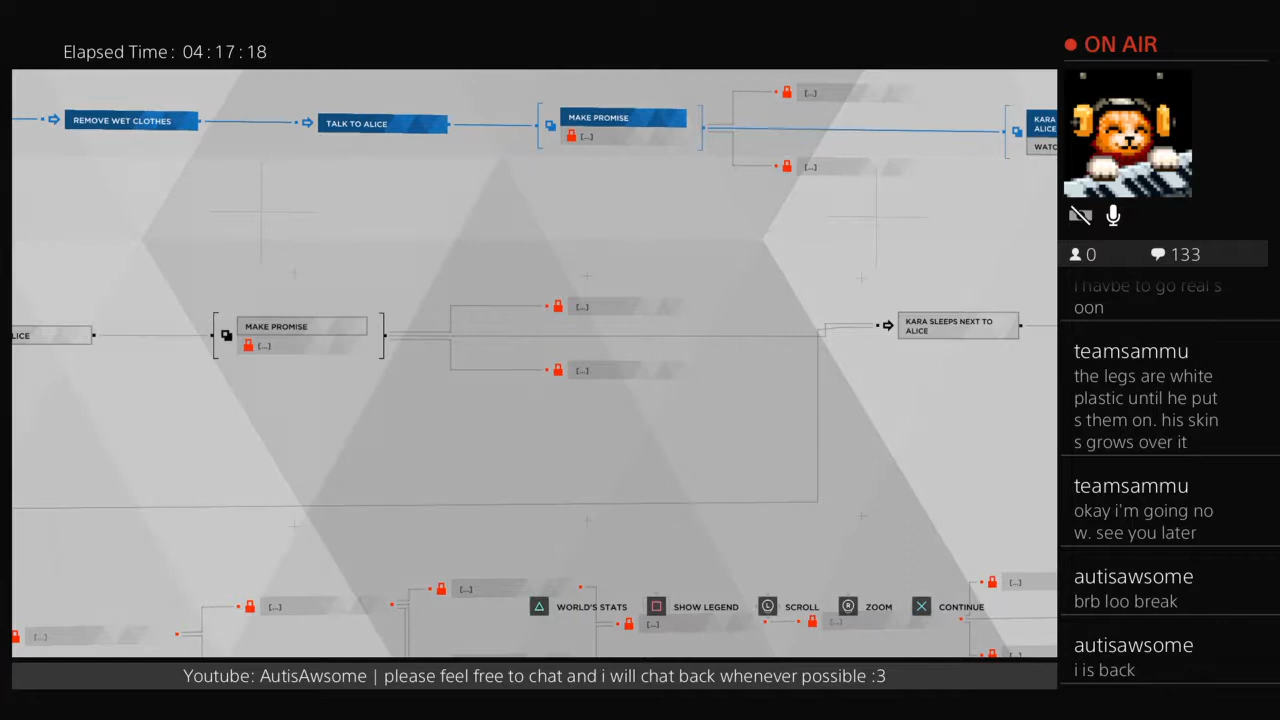 Elapsed Time: 04:17:18
ON AIR
REMOVE WET CLOTHES
TALK TO ALICE
MAKE PROMISE
[...]
[...]
[...]
KARA
ALICE
WATC
0
133
i havbe to go real s
oon
LICE
MAKE PROMISE
[...]
[...]
[...]
KARA SLEEPS NEXT TO
ALICE
teamsammu
the legs are white
plastic until he put
s them on. his skin
s grows over it
teamsammu
okay i'm going no
w. see you later
autisawsome
brb loo break
autisawsome
i is back
[...]
[...]
[...]
[...]
[...]
[...]
WORLD'S STATS
SHOW LEGEND
L
SCROLL
R
ZOOM
CONTINUE
Youtube: AutisAwsome | please feel free to chat and i will chat back whenever possible :3